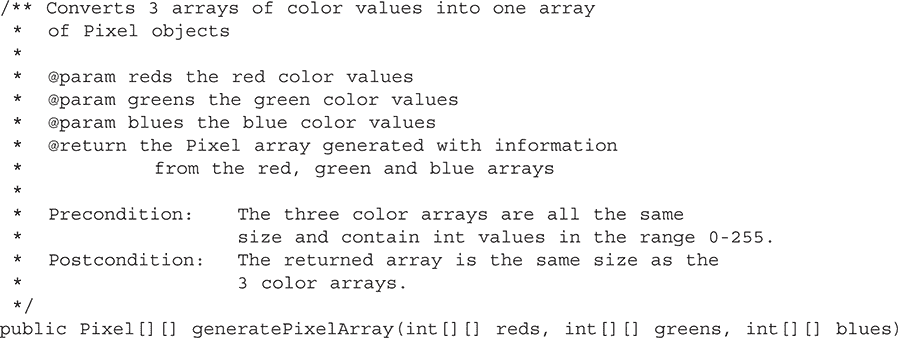 /** Converts 3 arrays of color values into one array
 *  of Pixel objects
 *
 *  @param reds the red color values
 *  @param greens the green color values
 *  @param blues the blue color values
 *  @return the Pixel array generated with information
 *          from the red, green and blue arrays
 *
 *  Precondition:   The three color arrays are all the same
 *                  size and contain int values in the range 0-255.
 *  Postcondition:  The returned array is the same size as the
 *                  3 color arrays.
 */
public Pixel[][] generatePixelArray(int[][] reds, int[][] greens, int[][] blues)